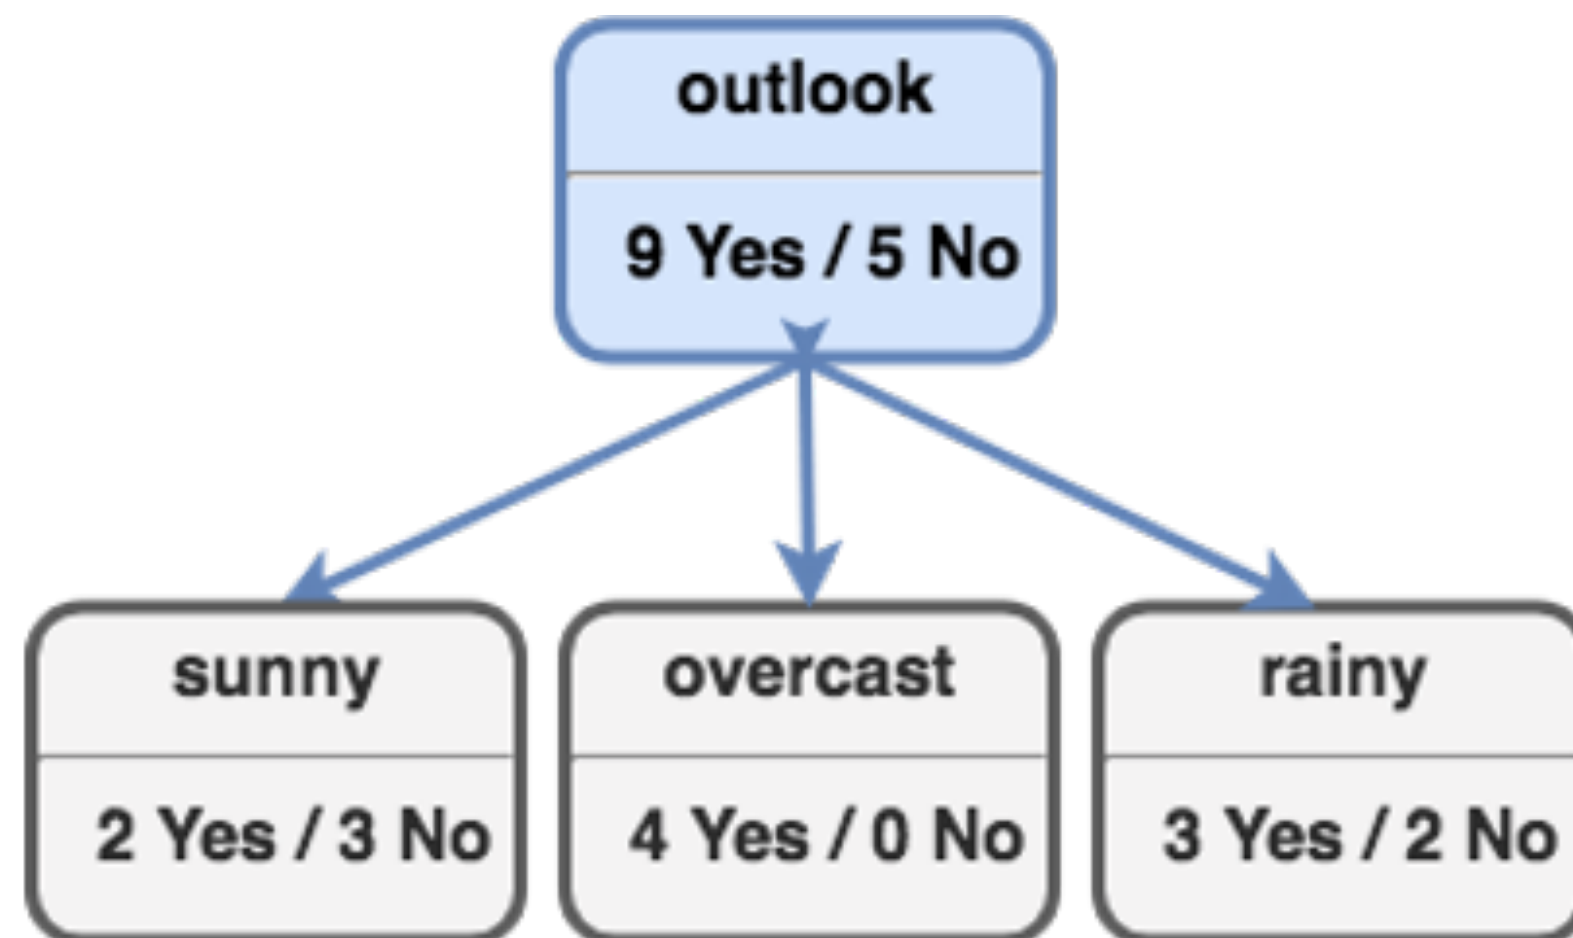 outlook
9 Yes / 5 No
sunny
2 Yes / 3 No
overcast
4 Yes / 0 No
rainy
3 Yes / 2 No